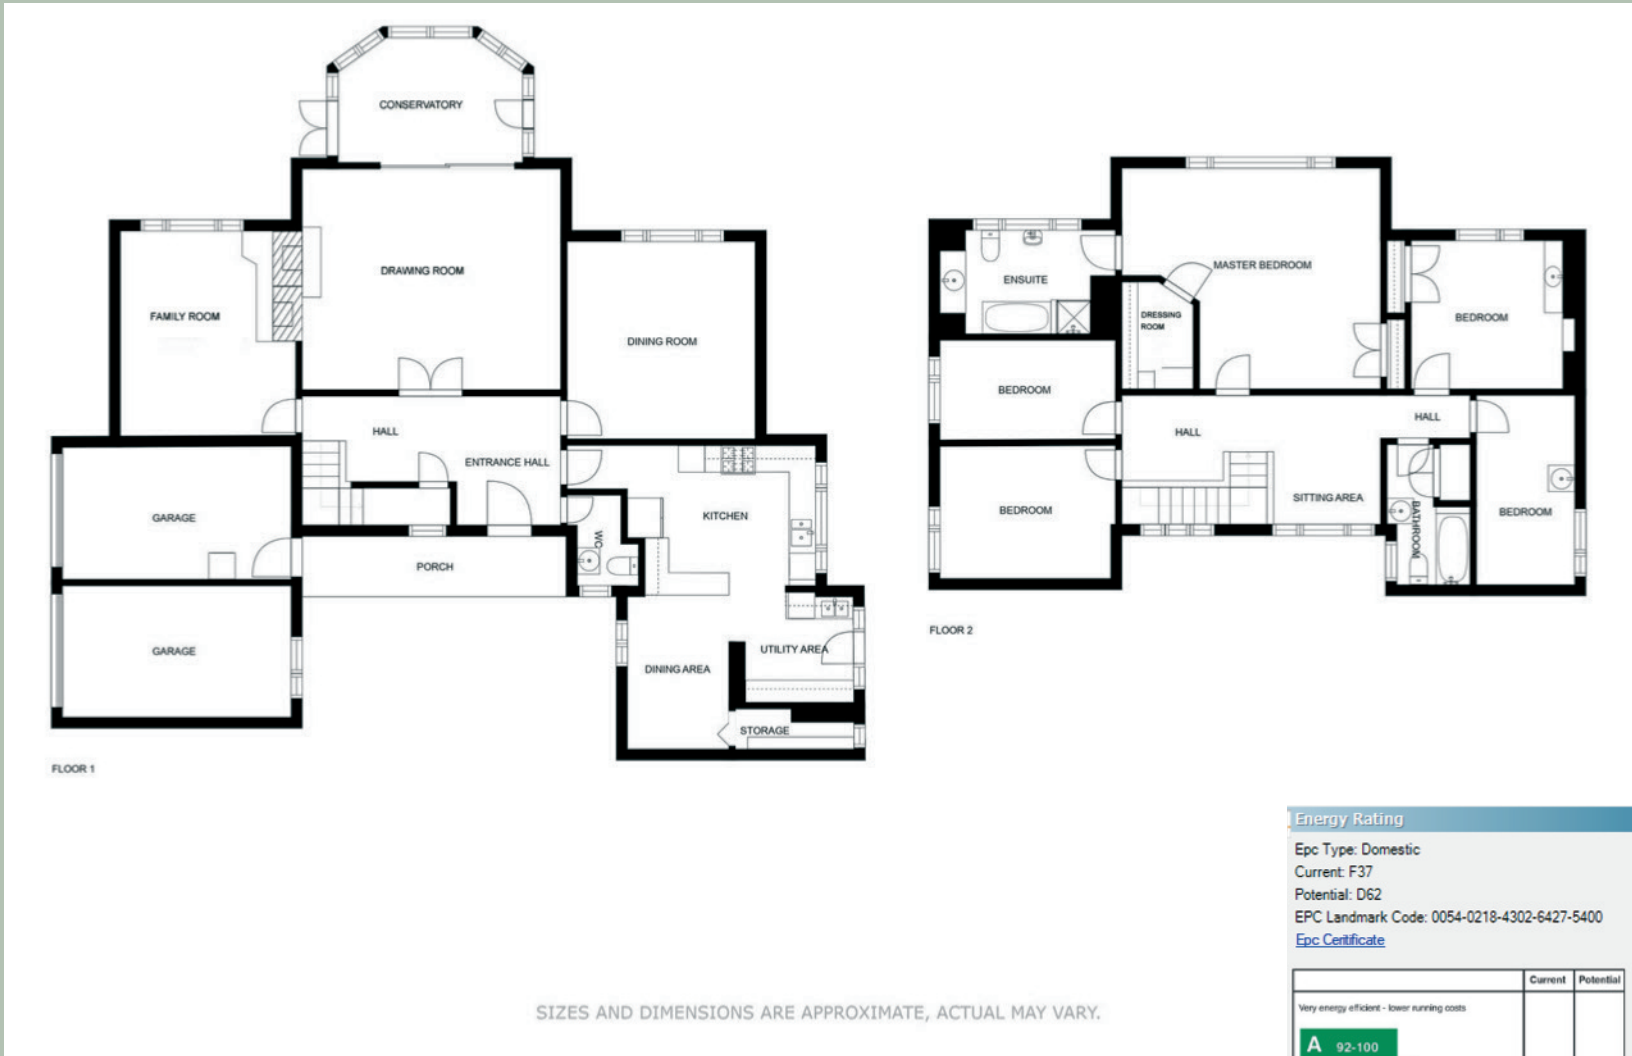 CONSERVATORY
DRAWING ROOM
FAMILY ROOM
DINING ROOM
HALL
ENTRANCE HALL
GARAGE
KITCHEN
WC
PORCH
GARAGE
DINING AREA
UTILITY AREA
STORAGE
FLOOR 1
MASTER BEDROOM
ENSUITE
DRESSING
ROOM
BEDROOM
BEDROOM
HALL
HALL
SITTING AREA
BEDROOM
BATHROOM
BEDROOM
FLOOR 2
Energy Rating
Epc Type: Domestic
Current: F37
Potential: D62
EPC Landmark Code: 0054-0218-4302-6427-5400
Epc Ceritificate
Current Potential
Very energy efficient - lower running costs
A 92-100
SIZES AND DIMENSIONS ARE APPROXIMATE, ACTUAL MAY VARY.